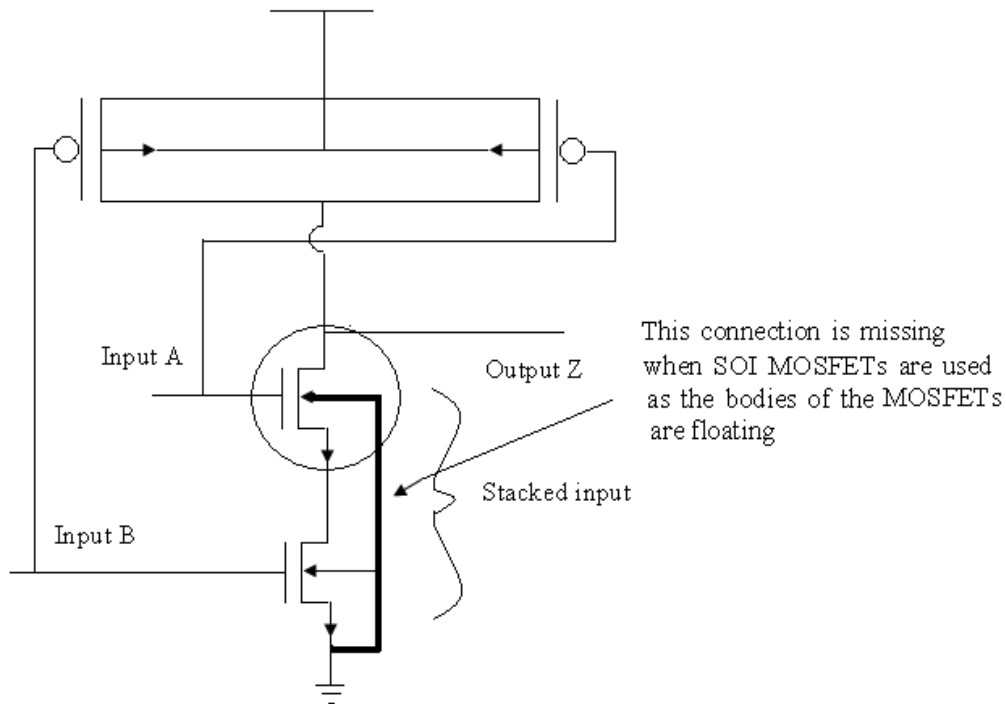 Input A
Output Z
This connection is missing
when SOI MOSFETs are used
as the bodies of the MOSFETs
are floating
Stacked input
Input B